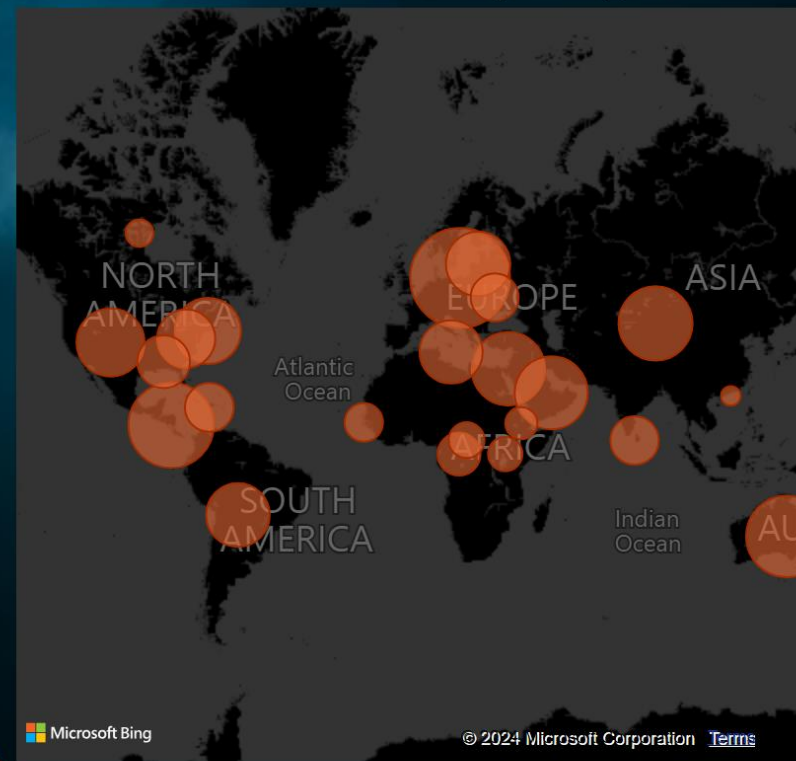 NORTH
AMERICA
ASIA
EUROPE
Atlantic
Ocean
AFRICA
SOUTH
AMERICA
Indian
Ocean
AU
Microsoft Bing
© 2024 Microsoft Corporation Terms